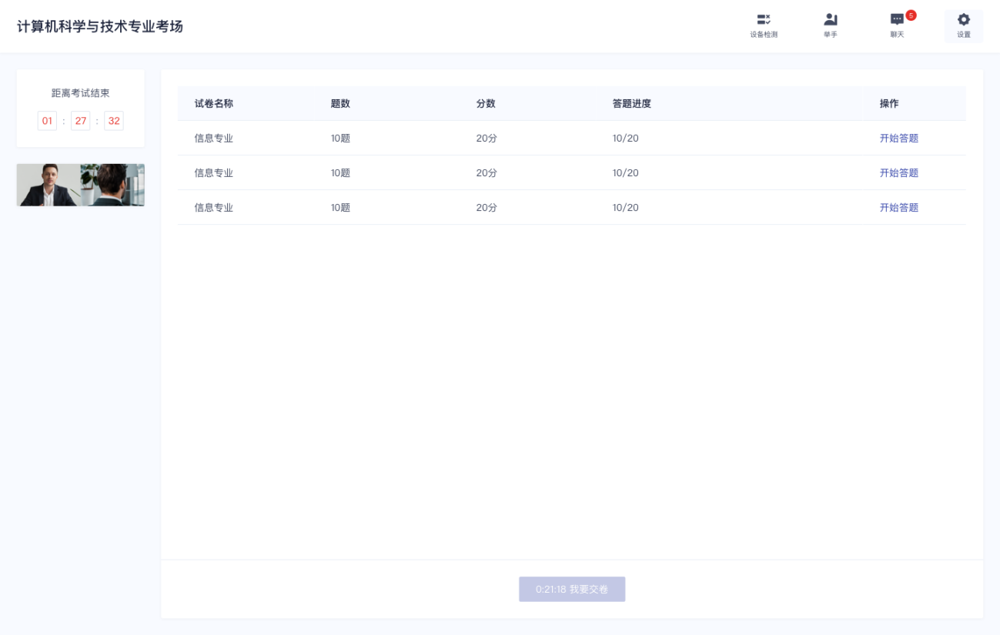 计算机科学与技术专业考场
设备检测
举手
聊天
5
设置
距离考试结束
01 : 27 : 32
试卷名称 题数 分数 答题进度 操作
信息专业 10题 20分 10/20 开始答题
信息专业 10题 20分 10/20 开始答题
信息专业 10题 20分 10/20 开始答题
0:21:18 我要交卷